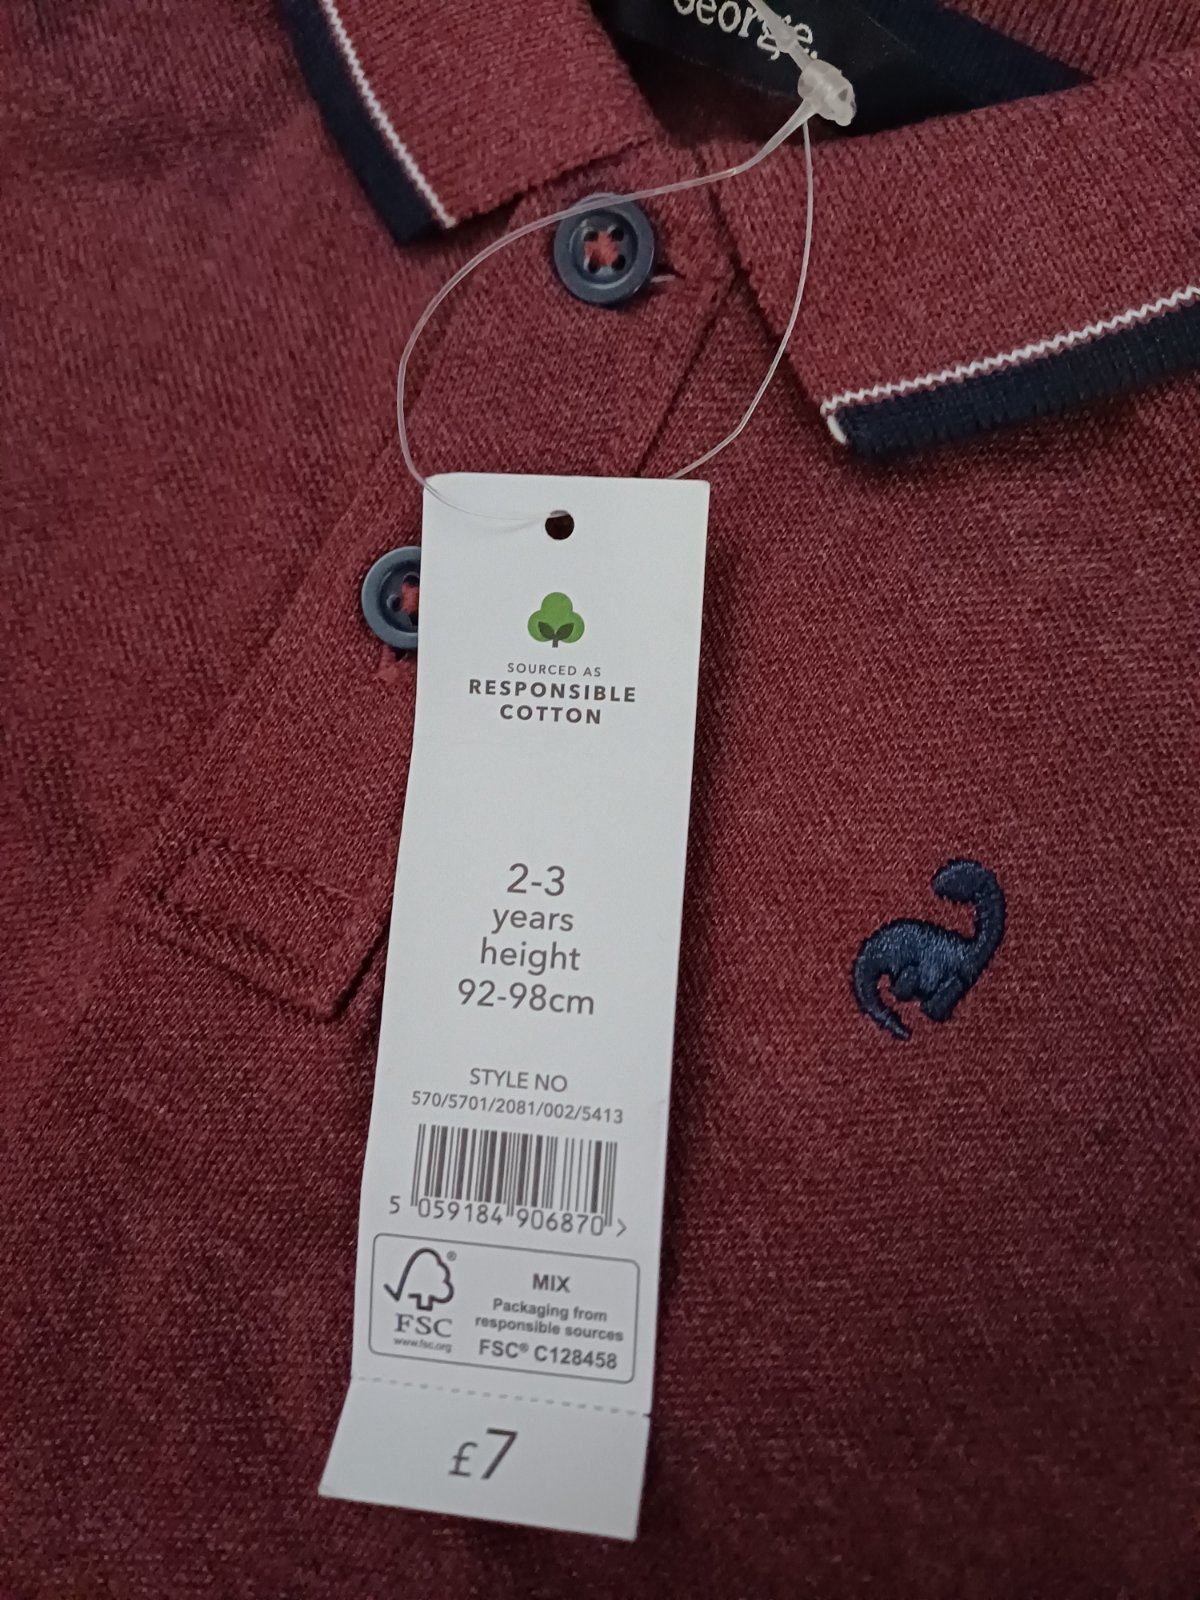 George.
SOURCED AS
RESPONSIBLE
COTTON
2-3
years
height
92-98cm
STYLE NO
570/5701/2081/002/5413
5 059184 906870 >
FSC
www.fsc.org
®
MIX
Packaging from
responsible sources
FSC® C128458
£7